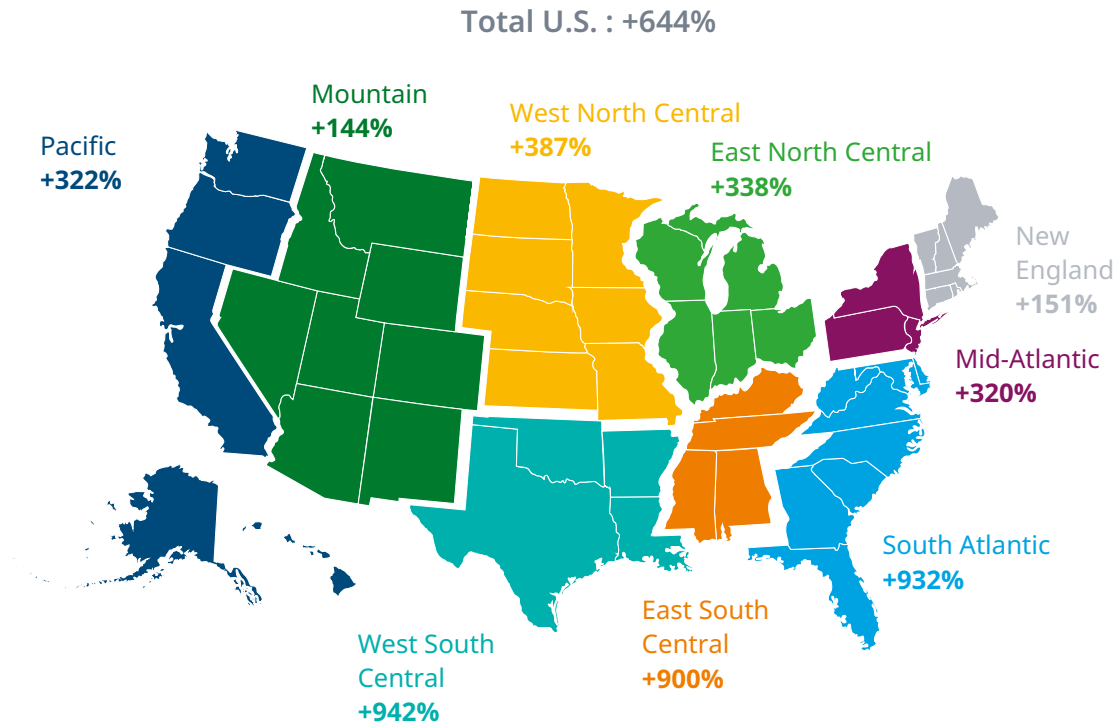 Total U.S. : +644%
Mountain
+144%
West North Central
+387%
Pacific
+322%
East North Central
+338%
New
England
+151%
Mid-Atlantic
+320%
South Atlantic
+932%
East South
Central
+900%
West South
Central
+942%